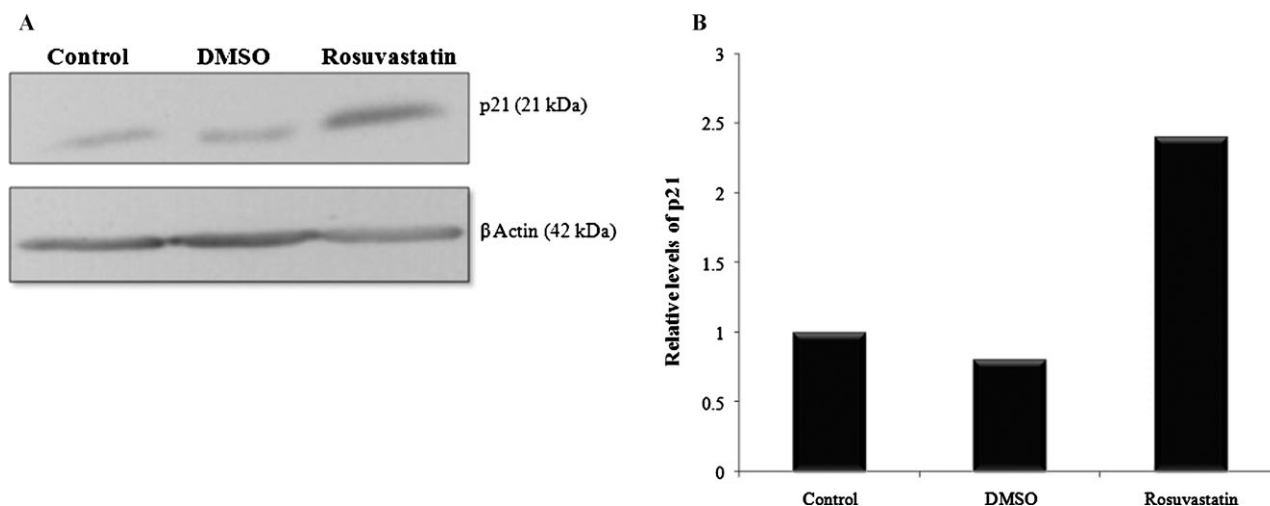 A
Control DMSO Rosuvastatin
p21 (21 kDa)
β Actin (42 kDa)
B
3
2.5
2
1.5
1
0.5
0
Relative levels of p21
Control DMSO Rosuvastatin